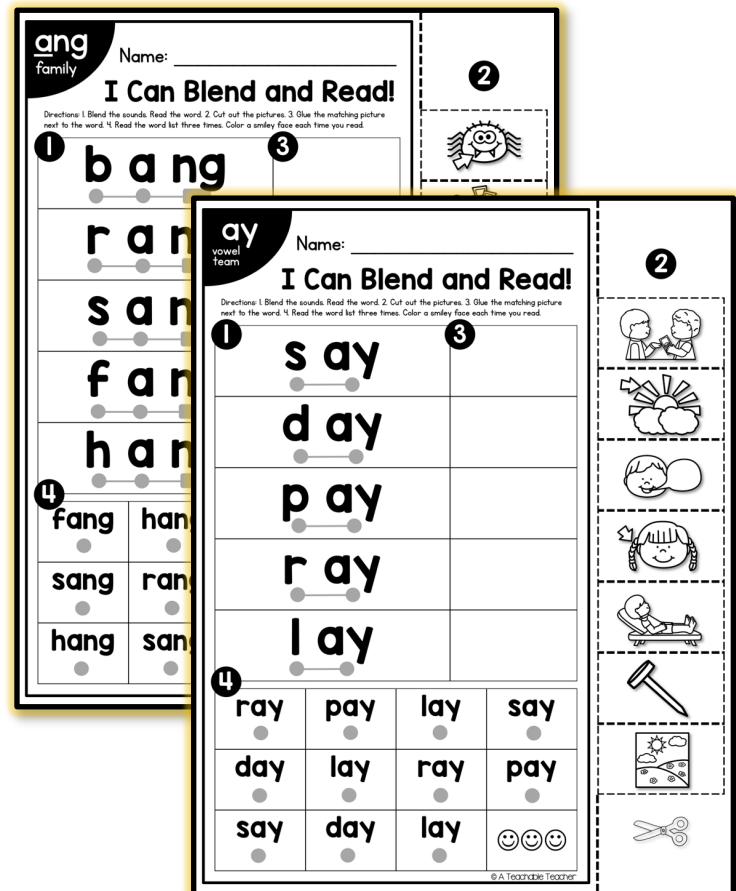 ang
family
Name:
2
I Can Blend and Read!
Directions: 1. Blend the sounds. Read the word. 2. Cut out the pictures. 3. Glue the matching picture
next to the word. 4. Read the word list three times. Color a smiley face each time you read.
1
3
b a ng
r a n
s a n
f a n
h a n
4
fang han
sang ran
hang san
ay
vowel
team
Name:
2
I Can Blend and Read!
Directions: 1. Blend the sounds. Read the word. 2. Cut out the pictures. 3. Glue the matching picture
next to the word. 4. Read the word list three times. Color a smiley face each time you read.
1
3
s ay
d ay
p ay
r ay
l ay
4
ray pay lay say
day lay ray pay
say day lay
© A Teachable Teacher